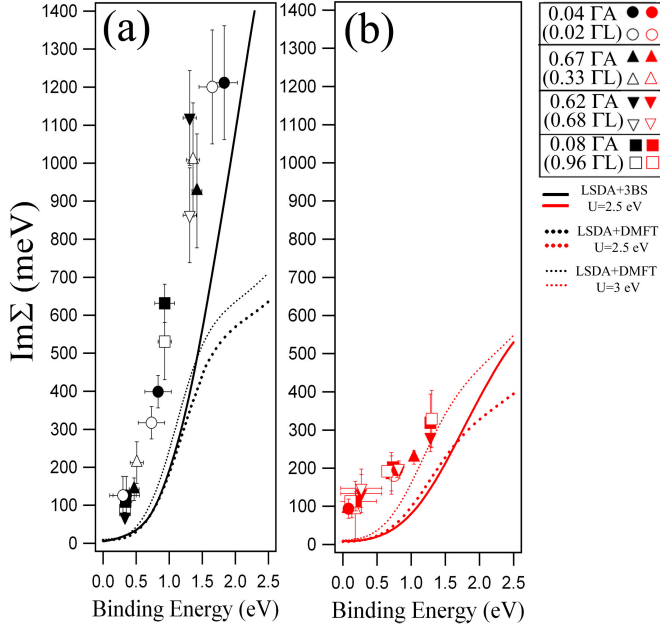 (a)
(b)
ImΣ (meV)
1400
1300
1200
1100
1000
900
800
700
600
500
400
300
200
100
0
0.0 0.5 1.0 1.5 2.0 2.5
Binding Energy (eV)
1400
1300
1200
1100
1000
900
800
700
600
500
400
300
200
100
0
0.0 0.5 1.0 1.5 2.0 2.5
Binding Energy (eV)
0.04 ΓA
(0.02 ΓL)
0.67 ΓA
(0.33 ΓL)
0.62 ΓA
(0.68 ΓL)
0.08 ΓA
(0.96 ΓL)
LSDA+3BS
U=2.5 eV
LSDA+DMFT
U=2.5 eV
LSDA+DMFT
U=3 eV